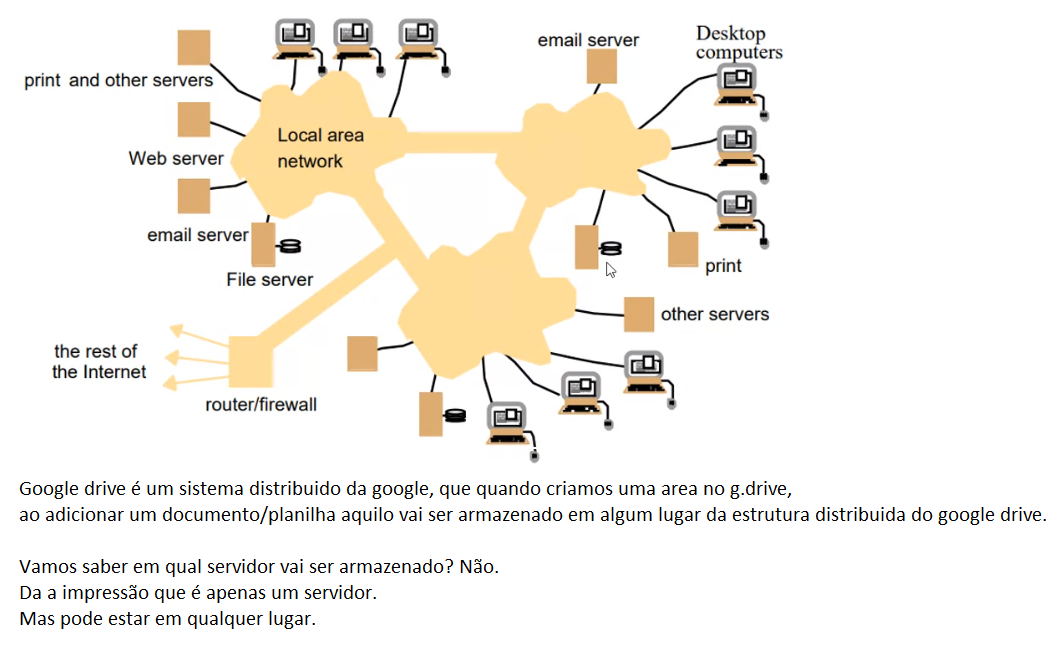 email server
Desktop
computers
print and other servers
Local area
network
Web server
email server
File server
print
other servers
the rest of
the Internet
router/firewall
Google drive é um sistema distribuido da google, que quando criamos uma area no g.drive,
ao adicionar um documento/planilha aquilo vai ser armazenado em algum lugar da estrutura distribuida do google drive.
Vamos saber em qual servidor vai ser armazenado? Não.
Da a impressão que é apenas um servidor.
Mas pode estar em qualquer lugar.